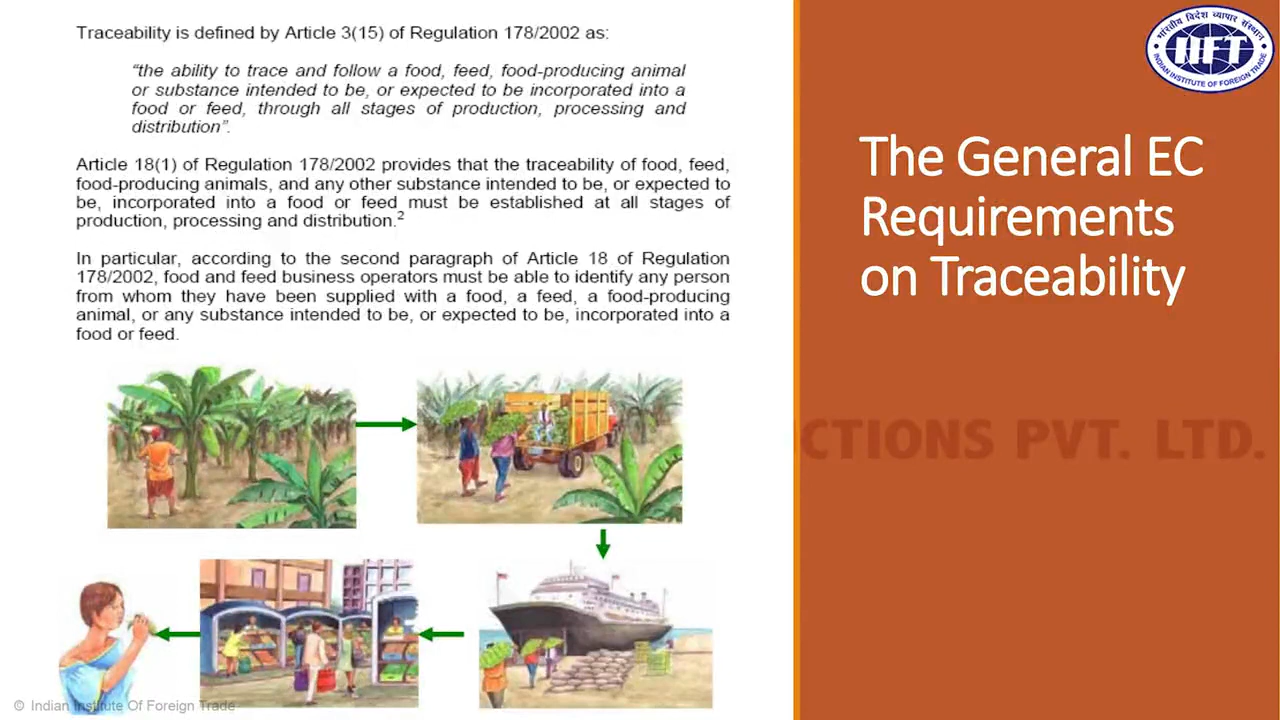 Traceability is defined by Article 3(15) of Regulation 178/2002 as:
“the ability to trace and follow a food, feed, food-producing animal
or substance intended to be, or expected to be incorporated into a
food or feed, through all stages of production, processing and
distribution”.
Article 18(1) of Regulation 178/2002 provides that the traceability of food, feed,
food-producing animals, and any other substance intended to be, or expected to
be, incorporated into a food or feed must be established at all stages of
production, processing and distribution.2
In particular, according to the second paragraph of Article 18 of Regulation
178/2002, food and feed business operators must be able to identify any person
from whom they have been supplied with a food, a feed, a food-producing
animal, or any substance intended to be, or expected to be, incorporated into a
food or feed.
© Indian Institute Of Foreign Trade
भारतीय विदेश व्यापार संस्थान
IIFT
INDIAN INSTITUTE OF FOREIGN TRADE
The General EC
Requirements
on Traceability
CTIONS PVT. LTD.